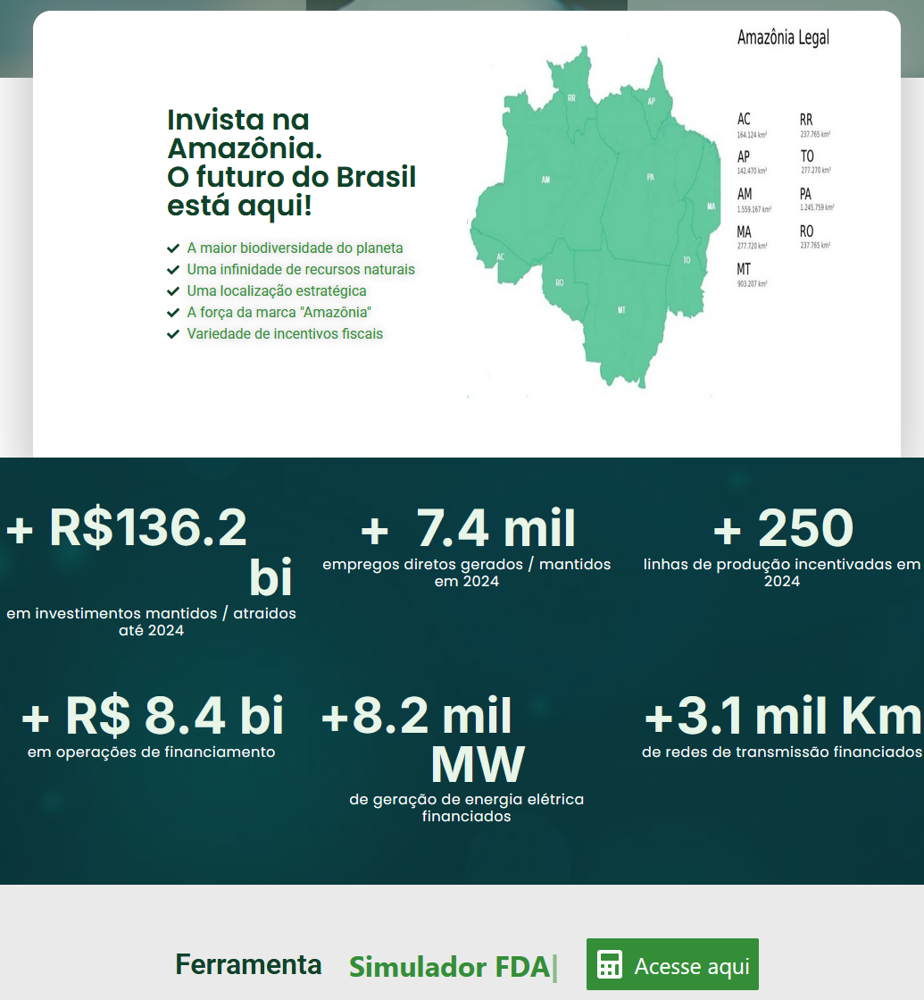 Invista na
Amazônia.
O futuro do Brasil
está aqui!
A maior biodiversidade do planeta
Uma infinidade de recursos naturais
Uma localização estratégica
A força da marca "Amazônia"
Variedade de incentivos fiscais
RR
AP
AM
PA
MA
AC
TO
RO
MT
Amazônia Legal
AC RR
164.124 km² 237.765 km²
AP TO
142.470 km² 277.270 km²
AM PA
1.559.167 km² 1.245.759 km²
MA RO
277.720 km² 237.765 km²
MT
903.207 km²
+ R$136.2
bi
em investimentos mantidos / atraidos
até 2024
+ 7.4 mil
empregos diretos gerados / mantidos
em 2024
+ 250
linhas de produção incentivadas em
2024
+ R$ 8.4 bi
em operações de financiamento
+8.2 mil
MW
de geração de energia elétrica
financiados
+3.1 mil Km
de redes de transmissão financiados
Ferramenta Simulador FDA| Acesse aqui